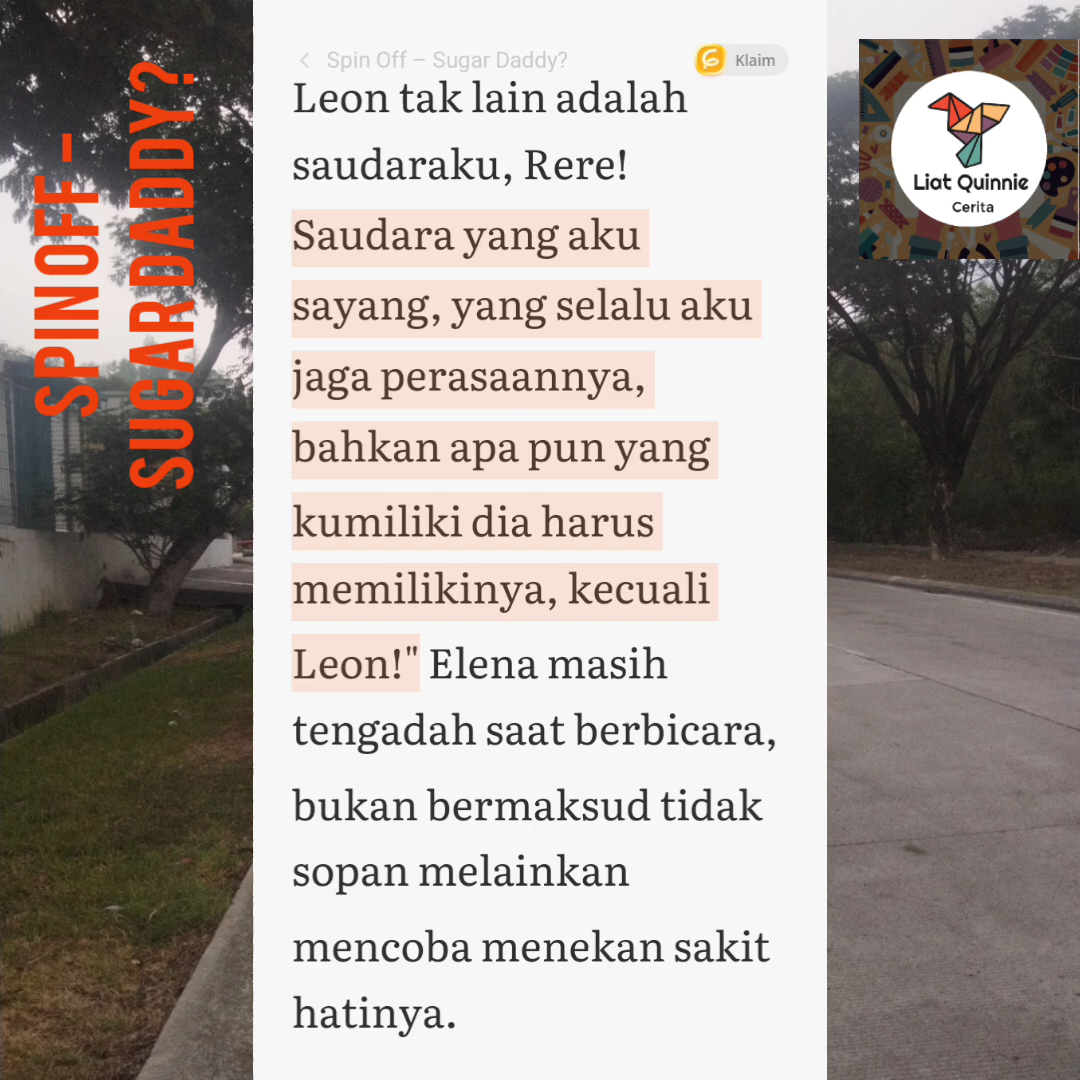 SPINOFF –
SUGAR DADDY?
Spin Off – Sugar Daddy?
Klaim
Leon tak lain adalah
saudaraku, Rere!
Saudara yang aku
sayang, yang selalu aku
jaga perasaannya,
bahkan apa pun yang
kumiliki dia harus
memilikinya, kecuali
Leon!" Elena masih
tengadah saat berbicara,
bukan bermaksud tidak
sopan melainkan
mencoba menekan sakit
hatinya.
Liat Quinnie
Cerita